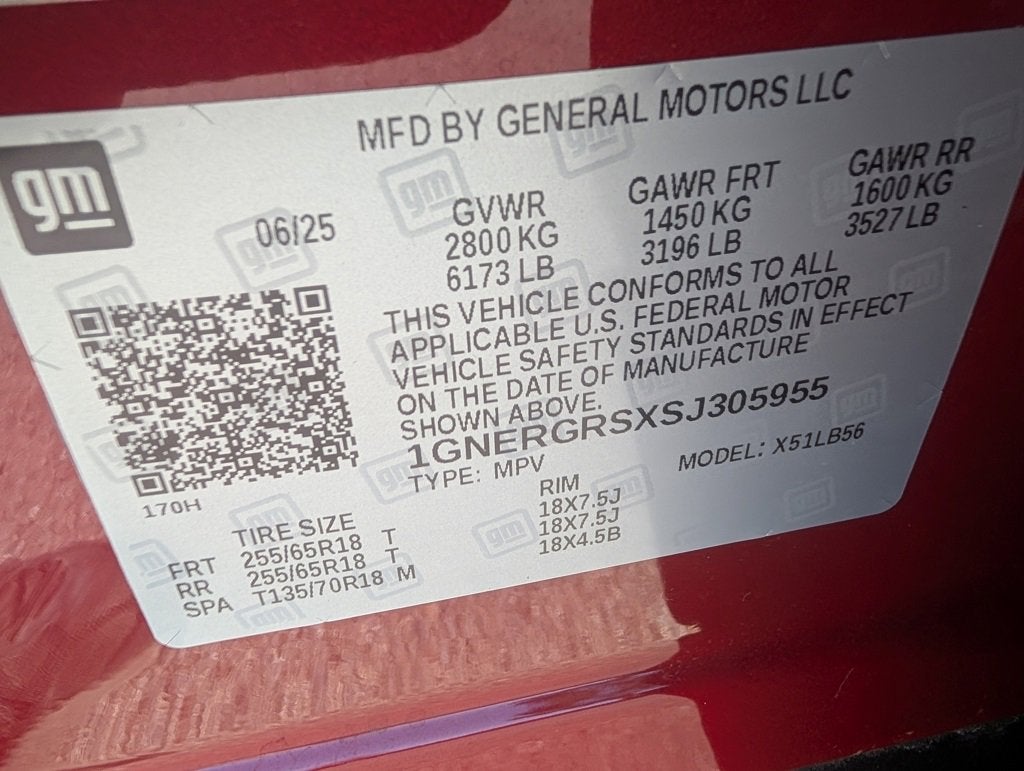 MFD BY GENERAL MOTORS LLC
gm
06/25
GVWR
2800 KG
6173 LB
GAWR FRT
1450 KG
3196 LB
GAWR RR
1600 KG
3527 LB
THIS VEHICLE CONFORMS TO ALL
APPLICABLE U.S. FEDERAL MOTOR
VEHICLE SAFETY STANDARDS IN EFFECT
ON THE DATE OF MANUFACTURE
SHOWN ABOVE.
1GNERGRSXSJ305955
TYPE: MPV
MODEL: X51LB56
170H
TIRE SIZE
RIM
FRT 255/65R18 T 18X7.5J
RR 255/65R18 T 18X7.5J
SPA T135/70R18 M 18X4.5B